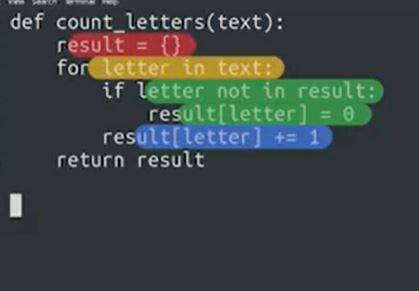 View Search Terminal Help
def count_letters(text):
    result = {}
    for letter in text:
        if letter not in result:
            result[letter] = 0
        result[letter] += 1
    return result